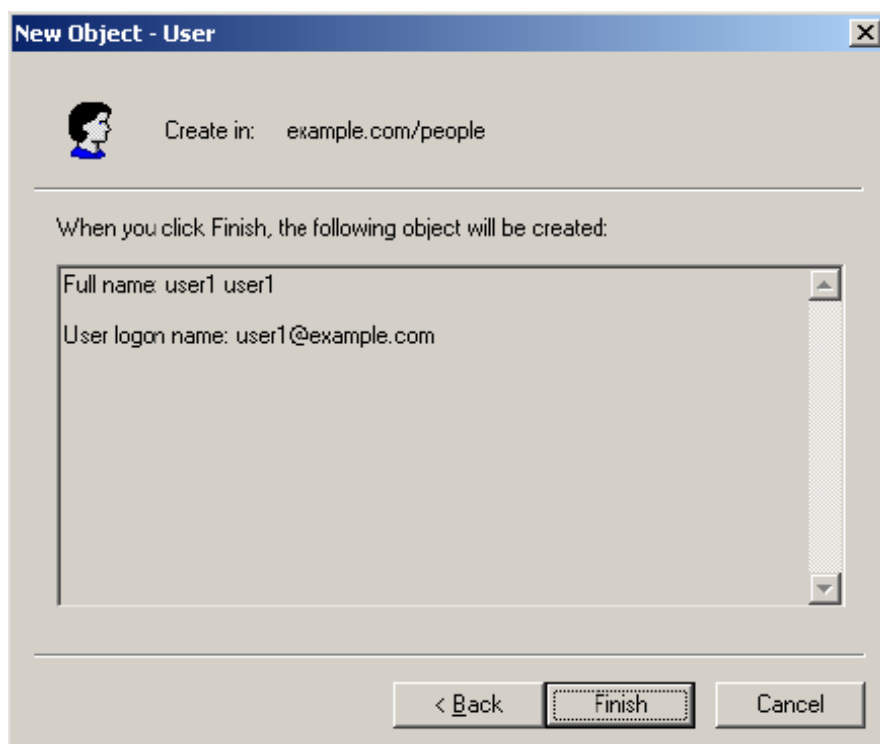 New Object - User
Create in: example.com/people
When you click Finish, the following object will be created:
Full name: user1 user1
User logon name: user1@example.com
< Back Finish Cancel